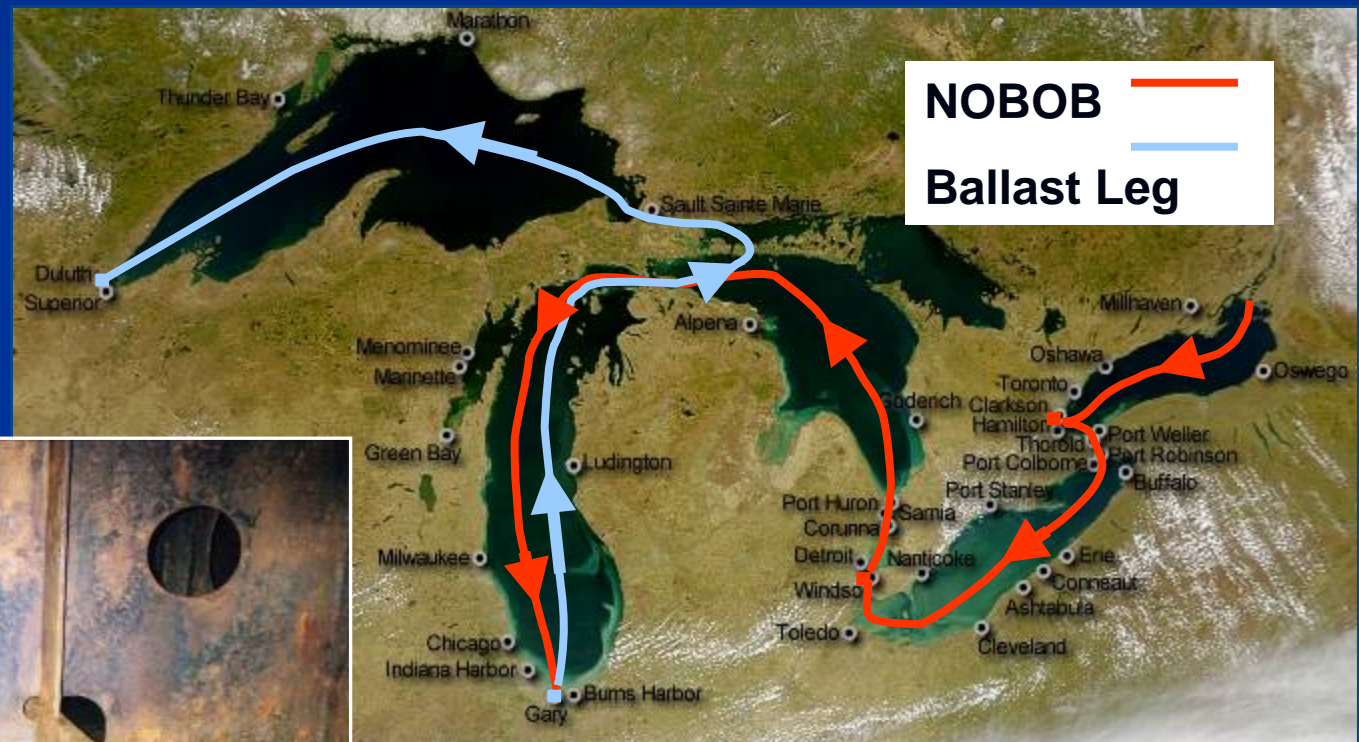 Marathon
Thunder Bay
NOBOB
Ballast Leg
Sault Sainte Marie
Duluth
Superior
Millhaven
Alpena
Oshawa
Oswego
Menominee
Marinette
Toronto
Clarkson
Hamilton
Goderich
Thorold
Port Weller
Port Robinson
Port Colborne
Green Bay
Ludington
Buffalo
Port Stanley
Port Huron
Sarnia
Corunna
Milwaukee
Detroit
Nanticoke
Erie
Windso
Conneaut
Ashtabula
Toledo
Cleveland
Chicago
Indiana Harbor
Burns Harbor
Gary